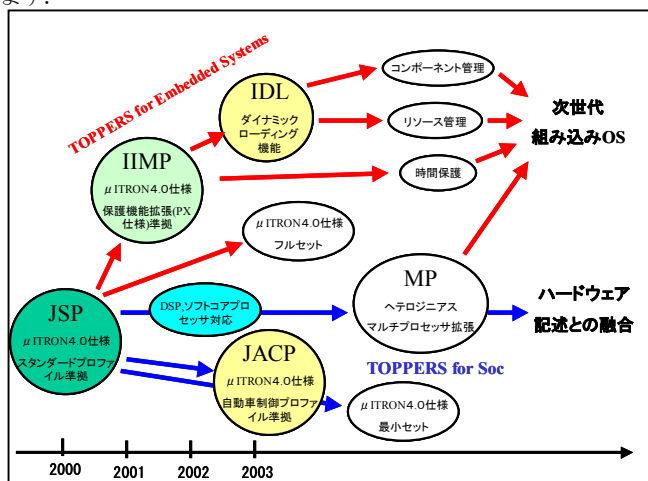 ます.
TOPPERS for Embedded Systems
コンポーネント管理
IDL
ダイナミック
ローディング
機能
リソース管理
次世代
組み込みOS
IIMP
μITRON4.0仕様
保護機能拡張(PX
仕様)準拠
時間保護
μITRON4.0仕様
フルセット
MP
ヘテロジニアス
マルチプロセッサ拡張
JSP
μITRON4.0仕様
スタンダードプロファ
イル準拠
DSP,ソフトコアプロ
セッサ対応
ハードウェア
記述との融合
JACP
μITRON4.0仕様
自動車制御プロファ
イル準拠
TOPPERS for Soc
μITRON4.0仕様
最小セット
2000
2001
2002
2003